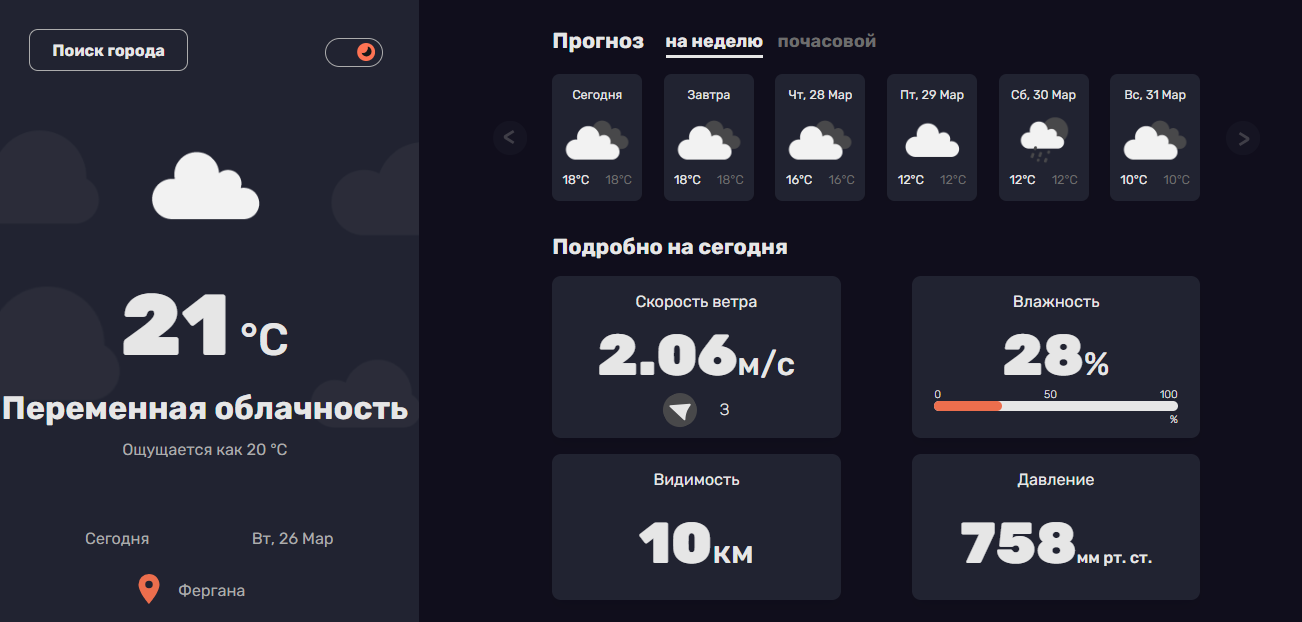 Поиск города
21 °C
Переменная облачность
Ощущается как 20 °C
Сегодня Вт, 26 Мар
Фергана
Прогноз на неделю почасовой
< Сегодня Завтра Чт, 28 Мар Пт, 29 Мар Сб, 30 Мар Вс, 31 Мар >
18°C 18°C 18°C 18°C 16°C 16°C 12°C 12°C 12°C 12°C 10°C 10°C
Подробно на сегодня
Скорость ветра
2.06м/с
З
Влажность
28%
0 50 100
%
Видимость
10км
Давление
758мм рт. ст.